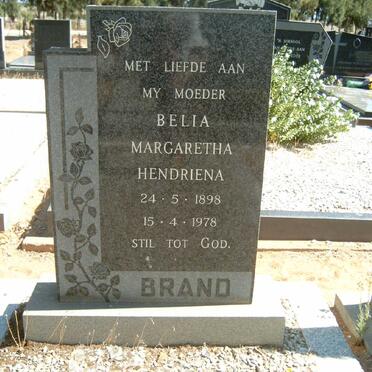 MET LIEFDE AAN
MY MOEDER
BELIA
MARGARETHA
HENDRIENA
24-5-1898
15-4-1978
STIL TOT GOD.
BRAND